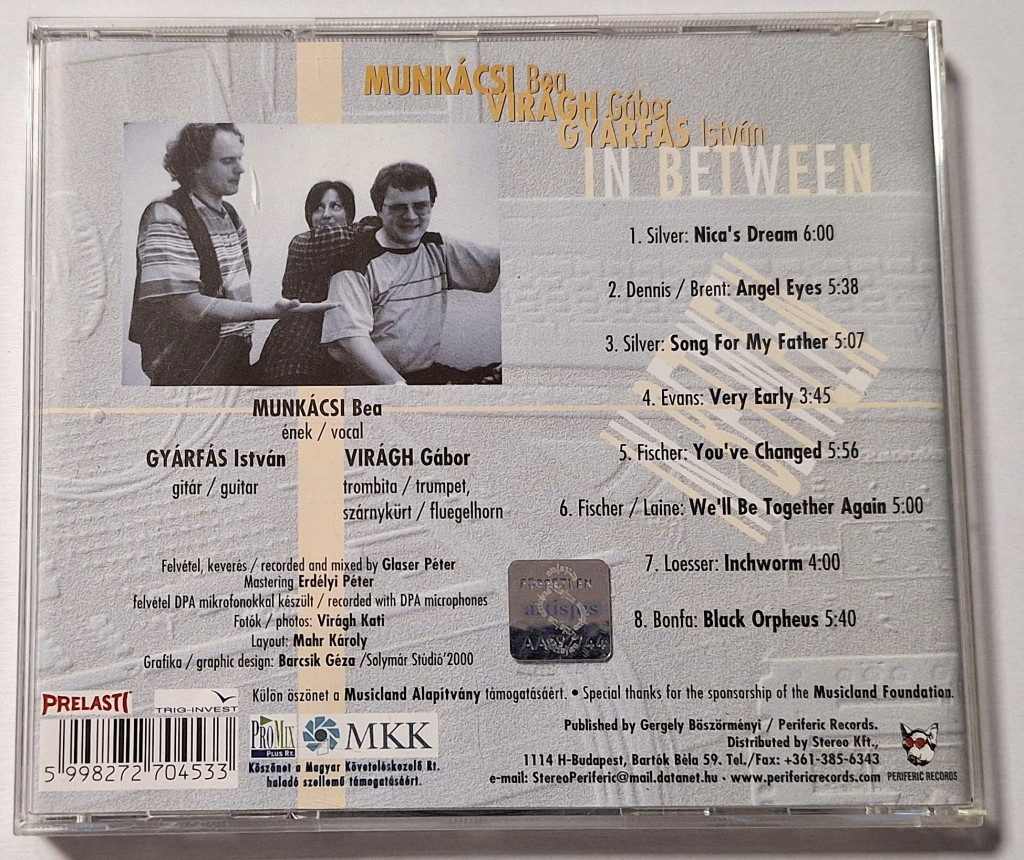 MUNKÁCSI Bea
VIRÁGH Gábor
GYÁRFÁS István
IN BETWEEN
1. Silver: Nica's Dream 6:00
2. Dennis / Brent: Angel Eyes 5:38
3. Silver: Song For My Father 5:07
4. Evans: Very Early 3:45
5. Fischer: You've Changed 5:56
6. Fischer / Laine: We'll Be Together Again 5:00
7. Loesser: Inchworm 4:00
8. Bonfa: Black Orpheus 5:40
IN BETWEEN
MUNKÁCSI Bea
ének / vocal
GYÁRFÁS István
gitár / guitar
VIRÁGH Gábor
trombita / trumpet,
szárnykürt / fluegelhorn
Felvétel, keverés / recorded and mixed by Glaser Péter
Mastering Erdélyi Péter
felvétel DPA mikrofonokkal készült / recorded with DPA microphones
Fotók / photos: Virágh Kati
Layout: Mahr Károly
Grafika / graphic design: Barcsik Géza /Solymár Stúdió'2000
artisjus
PRELASTI
TRIG-INVEST
Külön öszönet a Musicland Alapítvány támogatásáért. • Special thanks for the sponsorship of the Musicland Foundation.
5 998272 704533
PROMIX
PLUS RT.
MKK
Köszönet a Magyar Követeléskezelő Rt.
haladó szellemű támogatásáért.
Published by Gergely Böszörményi / Periferic Records.
Distributed by Stereo Kft.,
1114 H-Budapest, Bartók Béla 59. Tel./Fax: +361-385-6343
e-mail: StereoPeriferic@mail.datanet.hu · www.perifericrecords.com
PERIFERIC RECORDS